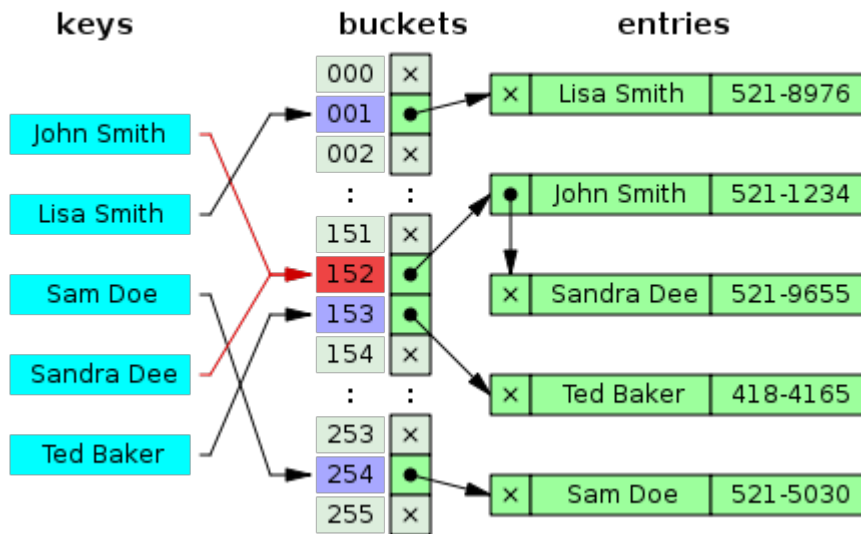 keys buckets entries
000 ×
× Lisa Smith 521-8976
001
John Smith
002 ×
: :
× John Smith 521-1234
Lisa Smith
151 ×
152
Sam Doe
× Sandra Dee 521-9655
153
154 ×
Sandra Dee
× Ted Baker 418-4165
: :
253 ×
Ted Baker
254
× Sam Doe 521-5030
255 ×